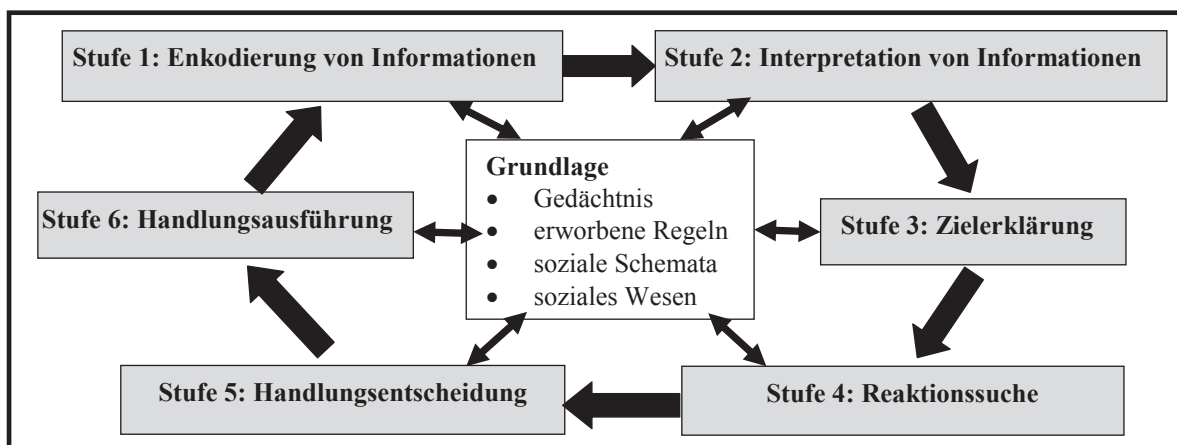 Stufe 1: Enkodierung von Informationen
Stufe 2: Interpretation von Informationen
Grundlage
• Gedächtnis
• erworbene Regeln
• soziale Schemata
• soziales Wesen
Stufe 6: Handlungsausführung
Stufe 3: Zielerklärung
Stufe 5: Handlungsentscheidung
Stufe 4: Reaktionssuche